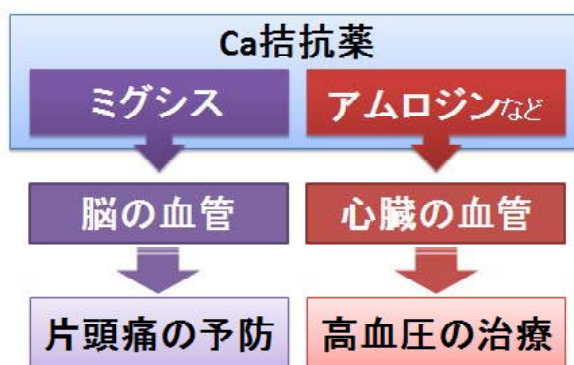 Ca拮抗薬
ミグシス
アムロジンなど
脳の血管
心臓の血管
片頭痛の予防
高血圧の治療